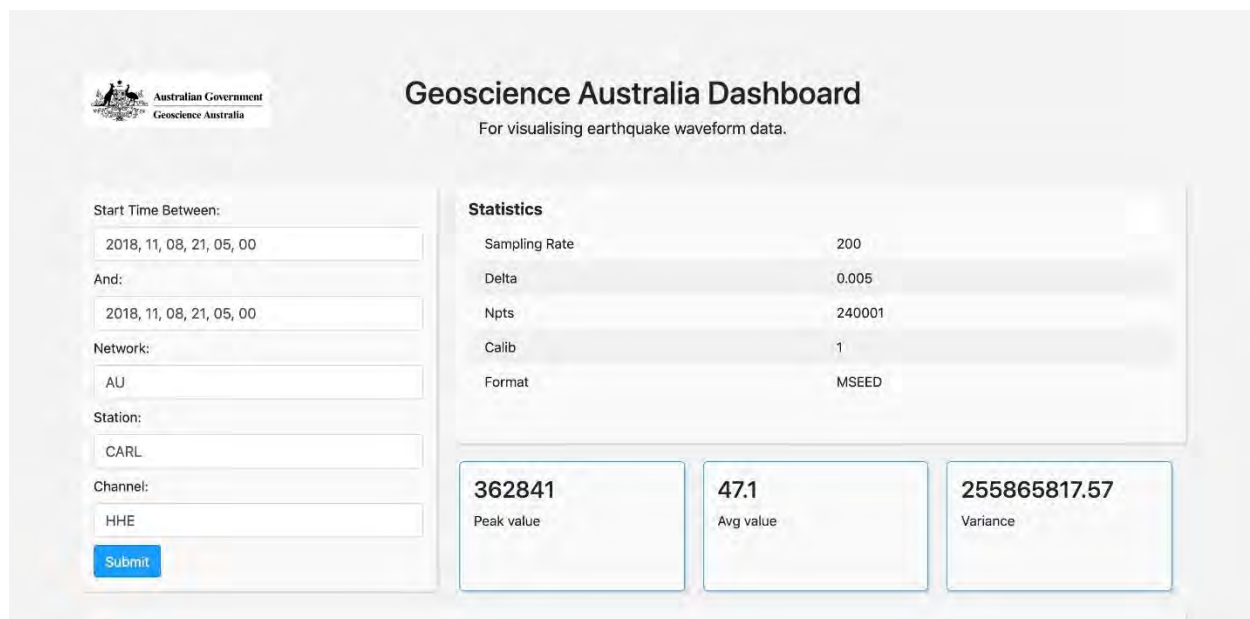 Australian Government
Geoscience Australia
Geoscience Australia Dashboard
For visualising earthquake waveform data.
Start Time Between:
2018, 11, 08, 21, 05, 00
And:
2018, 11, 08, 21, 05, 00
Network:
AU
Station:
CARL
Channel:
HHE
Submit
Statistics
Sampling Rate 200
Delta 0.005
Npts 240001
Calib 1
Format MSEED
362841
Peak value
47.1
Avg value
255865817.57
Variance